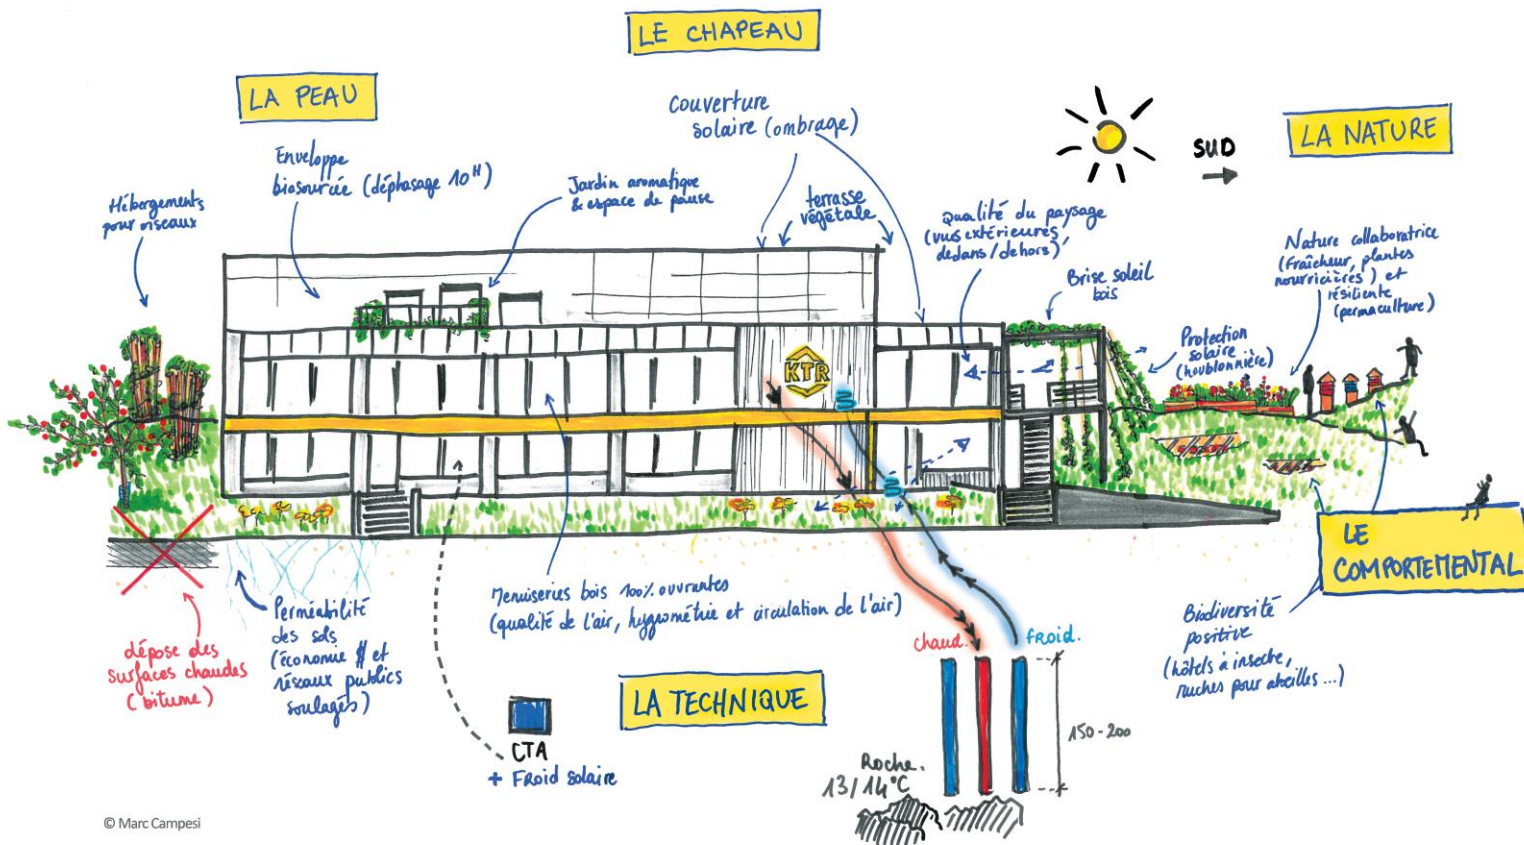 LE CHAPEAU
LA PEAU
Couverture
solaire (ombrage)
SUD
LA NATURE
Enveloppe
biosourcée (déphasage 10H)
Jardin aromatique
& espace de pause
Hébergements
pour oiseaux
terrasse
végétale
Qualité du paysage
(vues extérieures,
dedans/dehors)
Brise soleil
bois
Nature collaboratrice
(fraîcheur, plantes
nourricières) et
résiliente
(permaculture)
Protection
solaire
(houblonnière)
KTR
LE
COMPORTEMENTAL
Menuiseries bois 100% ouvrantes
(qualité de l'air, hygrométrie et circulation de l'air)
Perméabilité
des sols
(économie # et
réseaux publics
soulagés)
dépose des
surfaces chaudes
(bitume)
Biodiversité
positive
(hôtels à insecte,
ruches pour abeilles...)
chaud.
froid.
LA TECHNIQUE
CTA
+ Froid solaire
150-200
Roche.
13/14°C
© Marc Campesi